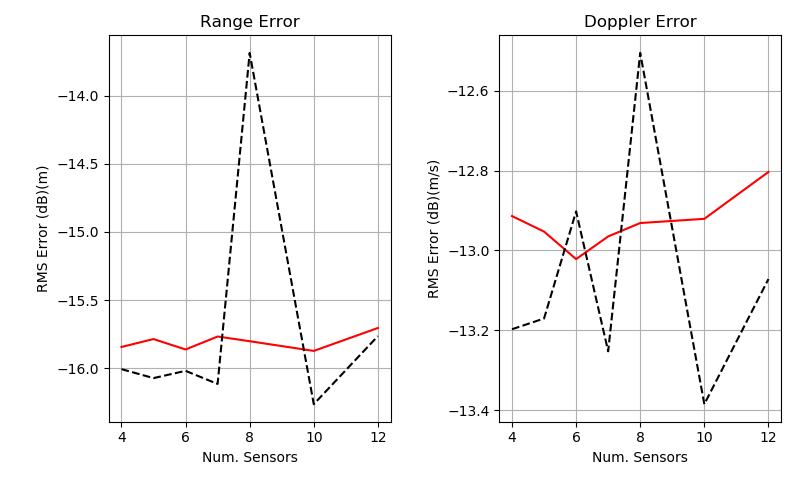 Range Error
RMS Error (dB)(m)
−14.0
−14.5
−15.0
−15.5
−16.0
4 6 8 10 12
Num. Sensors
Doppler Error
RMS Error (dB)(m/s)
−12.6
−12.8
−13.0
−13.2
−13.4
4 6 8 10 12
Num. Sensors